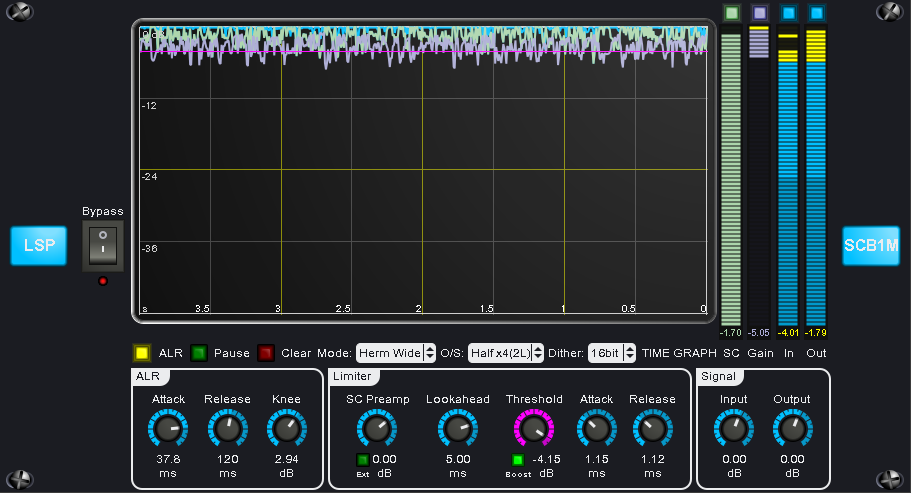 0 dB
-12
-24
-36
s 3.5 3 2.5 2 1.5 1 0.5 0
Bypass
LSP
SCB1M
-1.70 -5.05 -4.01 -1.79
ALR Pause Clear Mode: Herm Wide O/S: Half x4(2L) Dither: 16bit TIME GRAPH SC Gain In Out
ALR
Attack Release Knee
37.8 120 2.94
ms ms dB
Limiter
SC Preamp Lookahead Threshold Attack Release
0.00 5.00 -4.15 1.15 1.12
Ext dB ms Boost dB ms ms
Signal
Input Output
0.00 0.00
dB dB